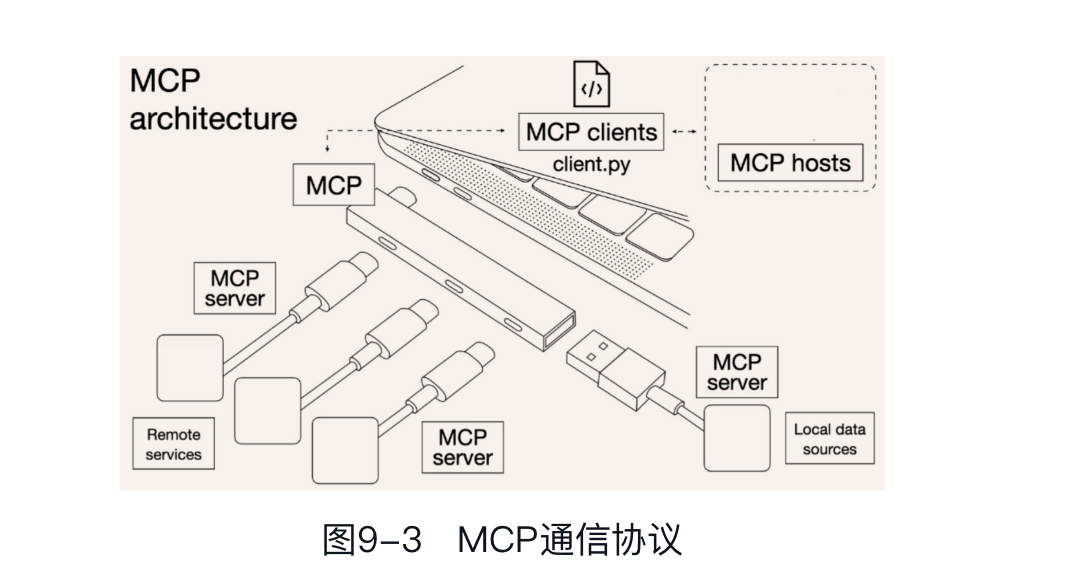 MCP
architecture
MCP clients
client.py
MCP hosts
MCP
MCP
server
MCP
server
Remote
services
MCP
server
Local data
sources
图9–3 MCP通信协议